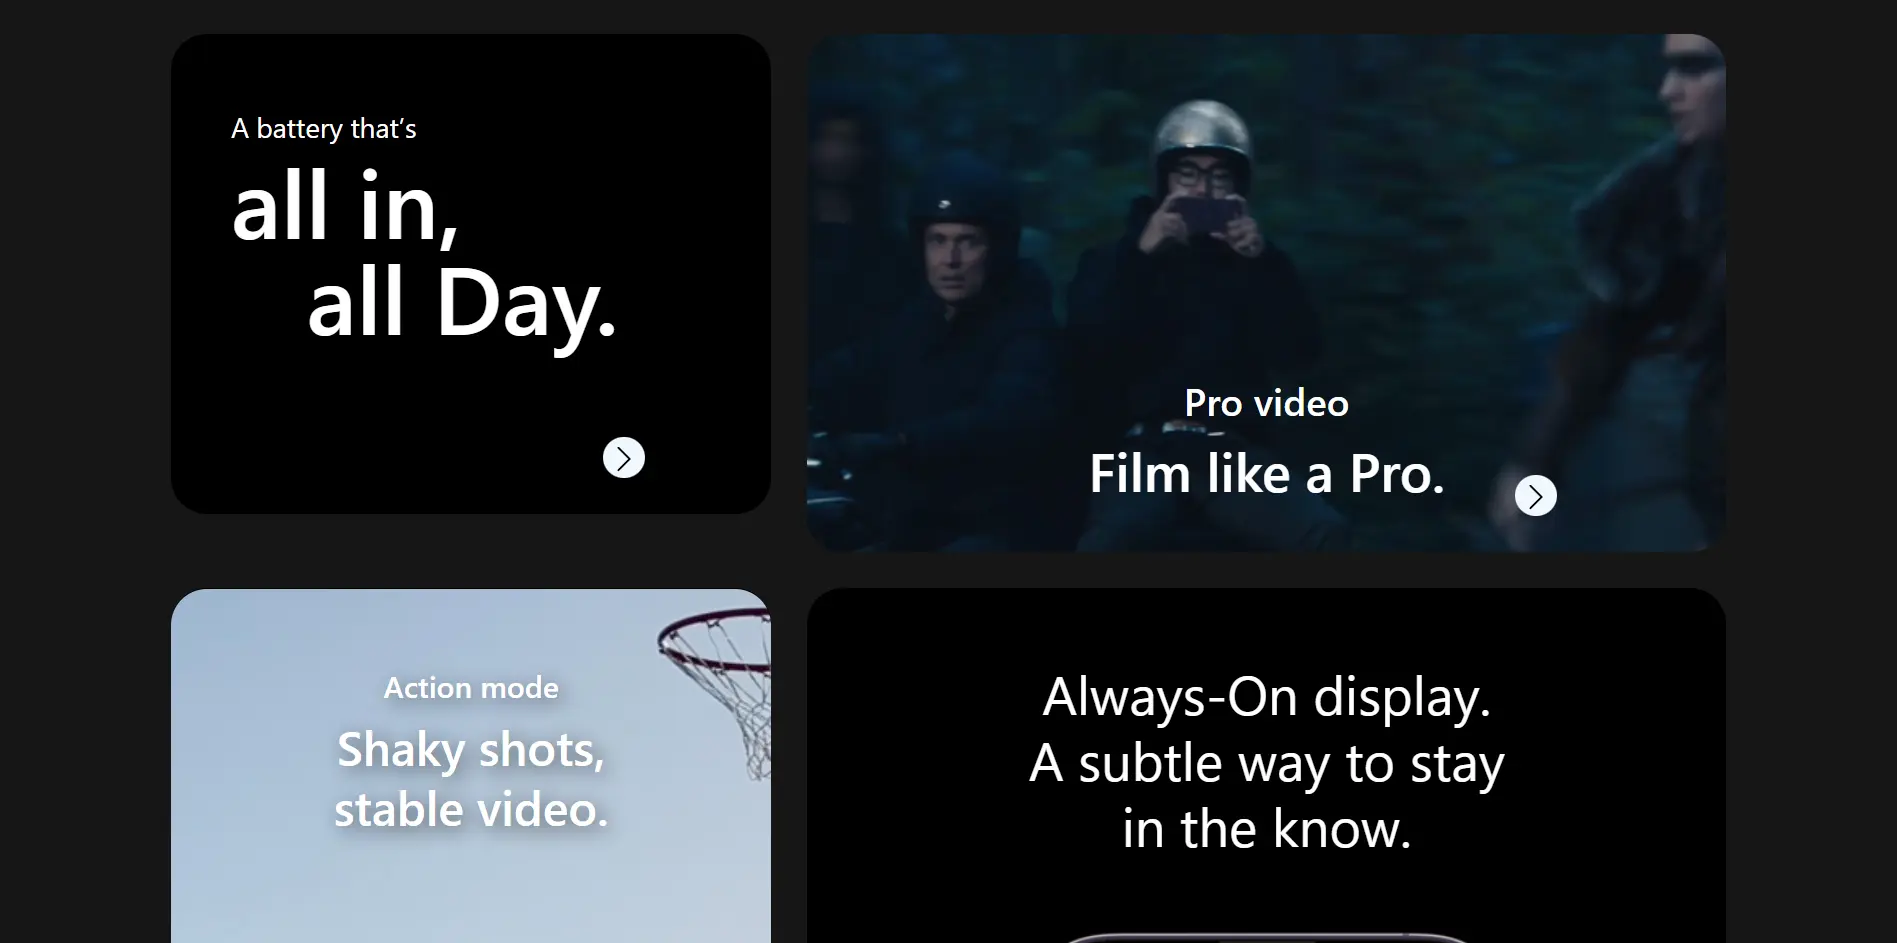 A battery that's
all in,
all Day.
Pro video
Film like a Pro.
Action mode
Shaky shots,
stable video.
Always-On display.
A subtle way to stay
in the know.